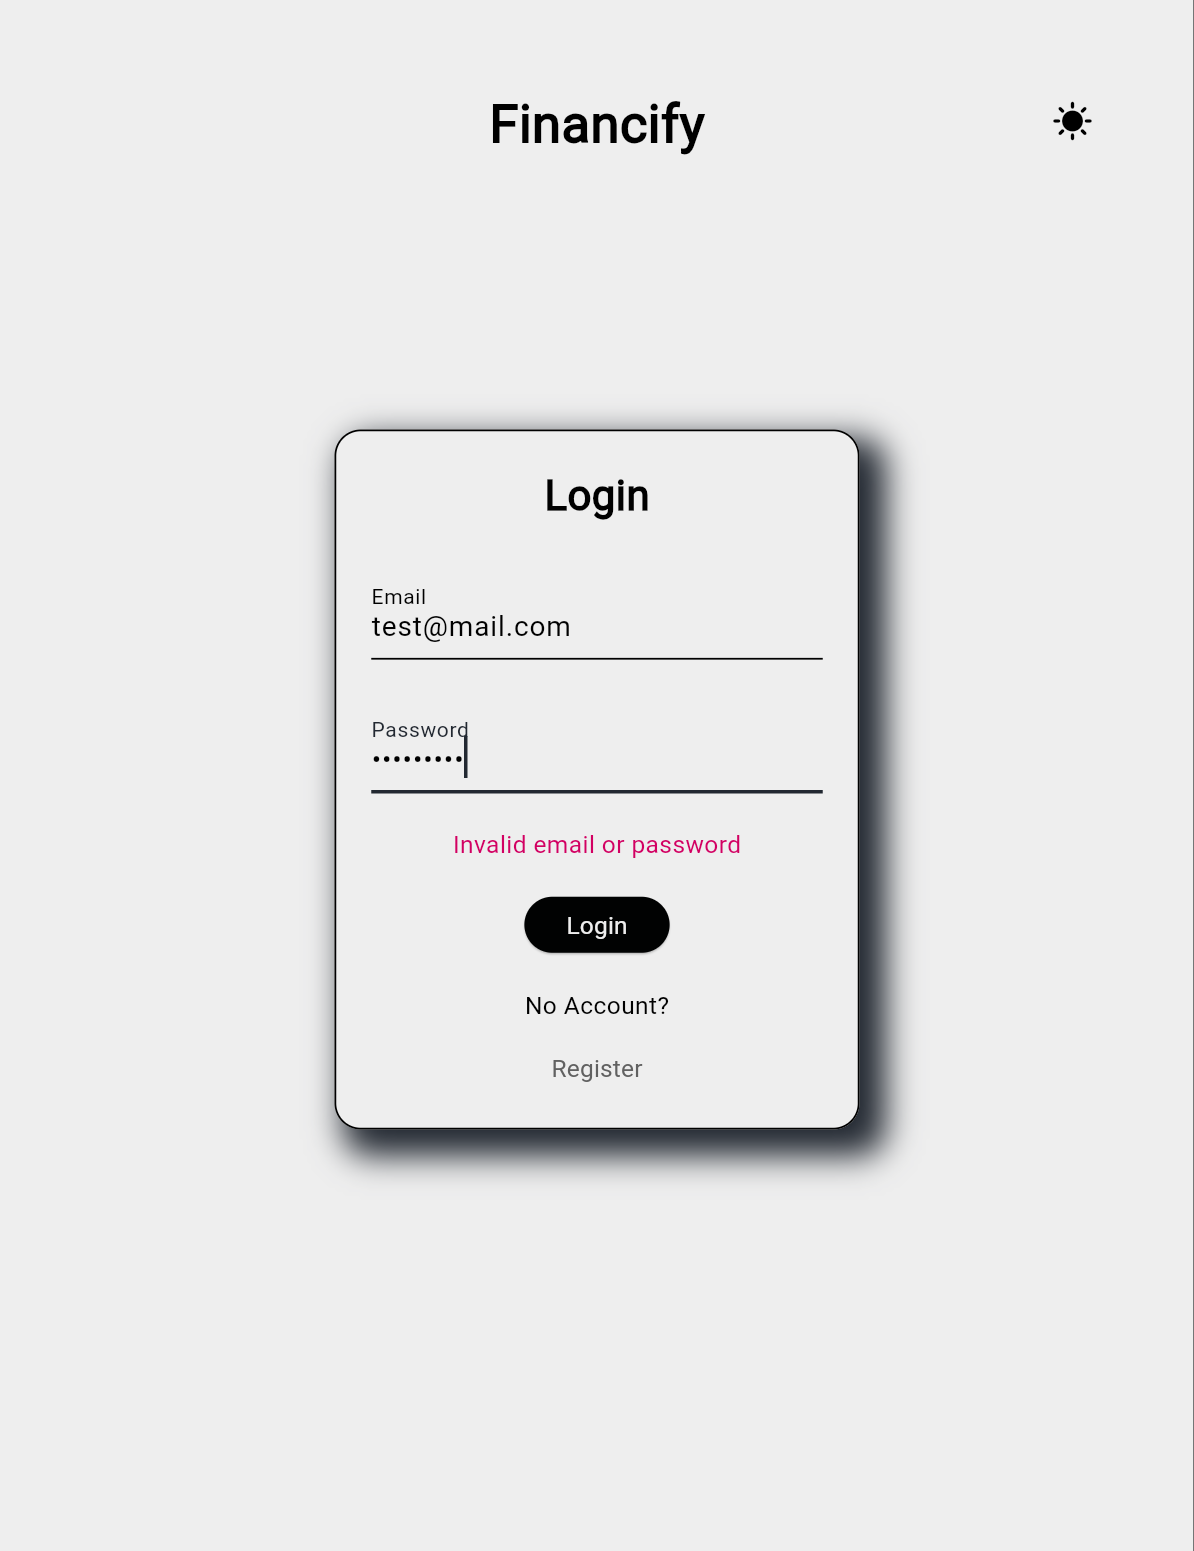 Financify
Login
Email
test@mail.com
Password
•••••••••
Invalid email or password
Login
No Account?
Register